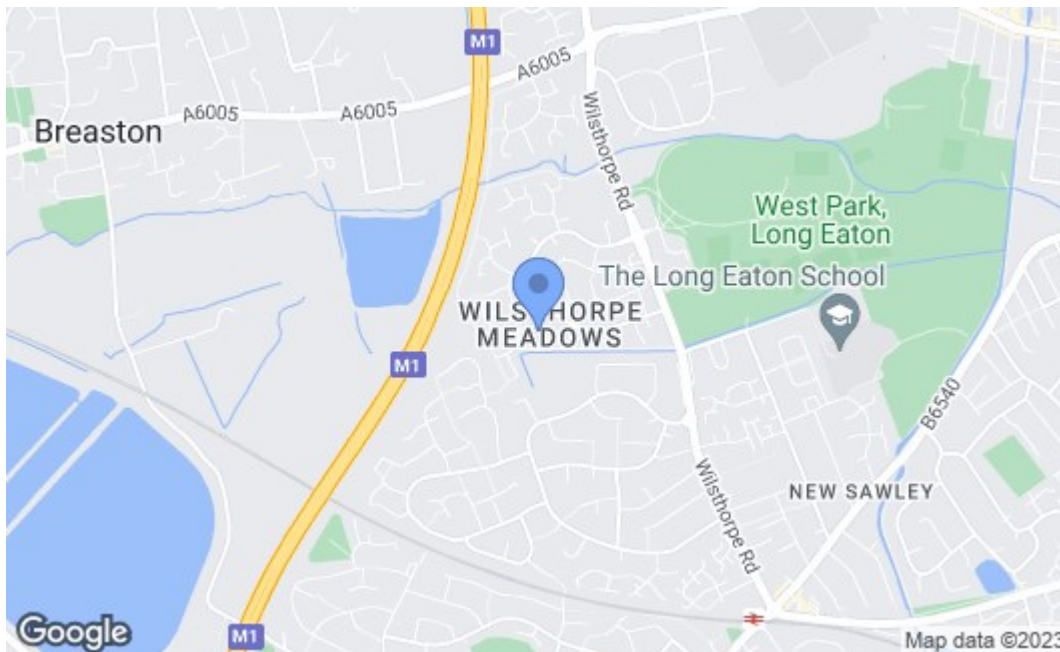 M1
A6005
A6005
A6005
Breaston
Wilsthorpe Rd
West Park,
Long Eaton
The Long Eaton School
WILSTHORPE
MEADOWS
M1
B6540
NEW SAWLEY
Wilsthorpe Rd
M1
Google
Map data ©2023